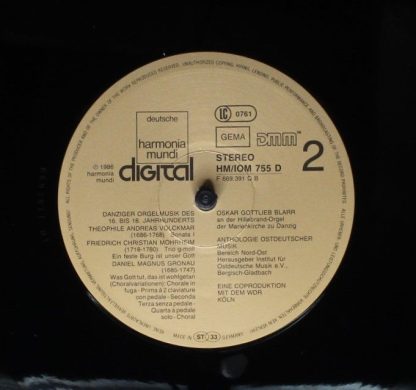 deutsche
harmonia
mundi
digital
LC 0761
GEMA DMM
STEREO
HM/IOM 755 D
F 669.391 Q B
2
℗ 1986
harmonia
mundi
DANZIGER ORGELMUSIK DES
16. BIS 18. JAHRHUNDERTS
THEOPHILE ANDREAS VOLCKMAR
(1686-1768) Sonata I
FRIEDRICH CHRISTIAN MOHRHEIM
(1718-1780) Trio g-moll
Ein feste Burg ist unser Gott
DANIEL MAGNUS GRONAU
(1685-1747)
Was Gott tut, das ist wohlgetan
(Choralvariationen): Chorale in
fuga - Prima à 2 claviature
con pedale - Seconda
Terza senza pedale -
Quarta à pedale
solo - Choral
OSKAR GOTTLIEB BLARR
an der Hillebrand-Orgel
der Marienkirche zu Danzig
ANTHOLOGIE OSTDEUTSCHER
MUSIK
Bereich Nord-Ost
Herausgeber Institut für
Ostdeutsche Musik e.V.,
Bergisch-Gladbach
EINE COPRODUKTION
MIT DEM WDR
KÖLN
ST 33